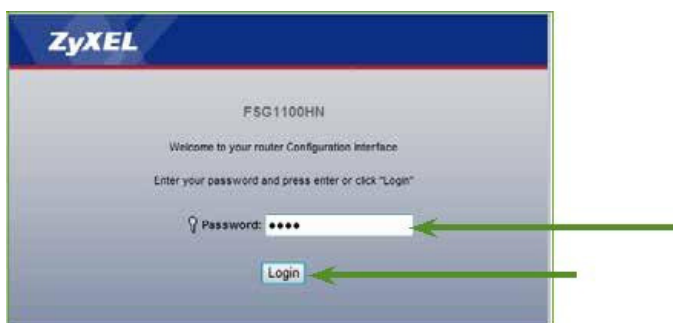 ZyXEL
FSG1100HN
Welcome to your router Configuration Interface
Enter your password and press enter or click "Login"
Password: ••••
Login